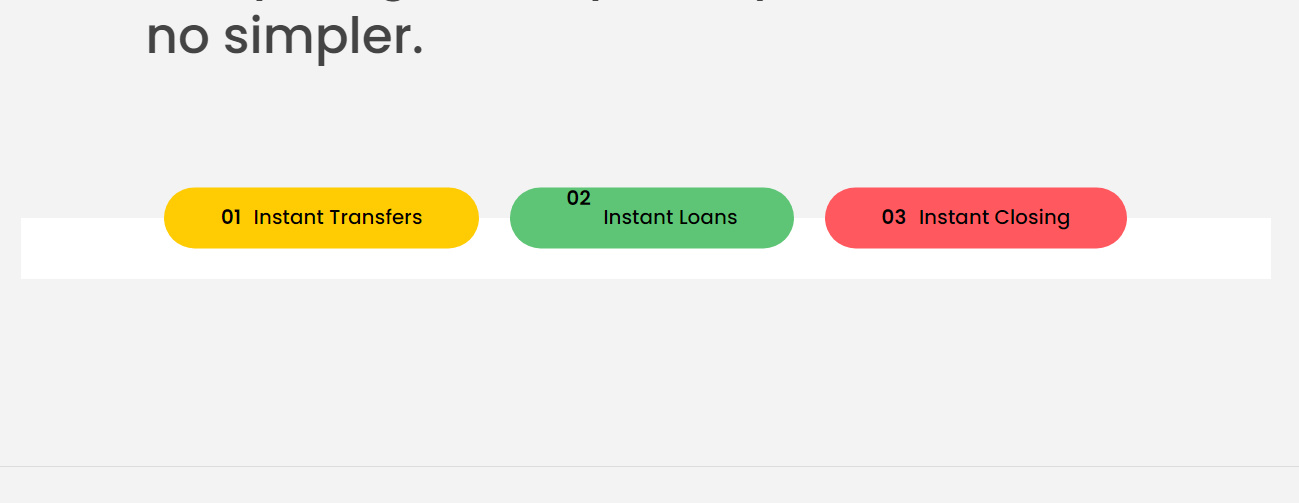 no simpler.
01 Instant Transfers
02 Instant Loans
03 Instant Closing